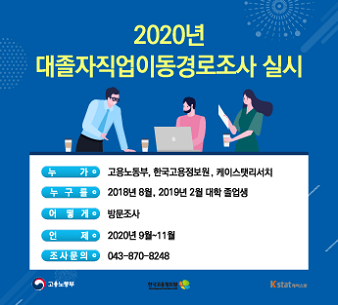 2020년
대졸자직업이동경로조사 실시
누가 고용노동부, 한국고용정보원, 케이스탯리서치
누구를 2018년 8월, 2019년 2월 대학 졸업생
어떻게 방문조사
언제 2020년 9월~11월
조사문의 043-870-8248
고용노동부 한국고용정보원 Kstat 케이스탯